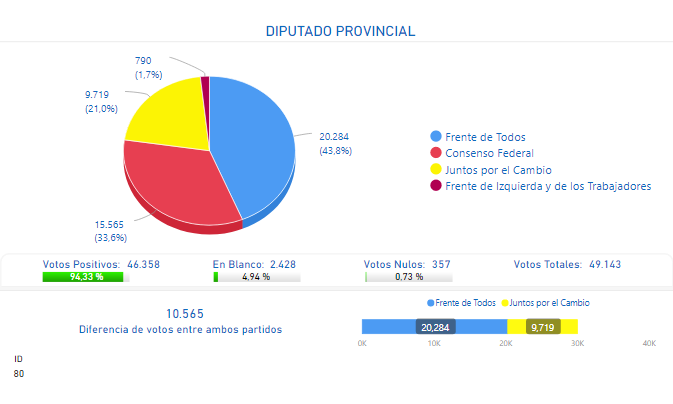 DIPUTADO PROVINCIAL
790
(1,7%)
9.719
(21,0%)
20.284
(43,8%)
15.565
(33,6%)
Frente de Todos
Consenso Federal
Juntos por el Cambio
Frente de Izquierda y de los Trabajadores
Votos Positivos: 46.358
94,33 %
En Blanco: 2.428
4,94 %
Votos Nulos: 357
0,73 %
Votos Totales: 49.143
10.565
Diferencia de votos entre ambos partidos
Frente de Todos Juntos por el Cambio
20,284 9,719
0K 10K 20K 30K 40K
ID
80